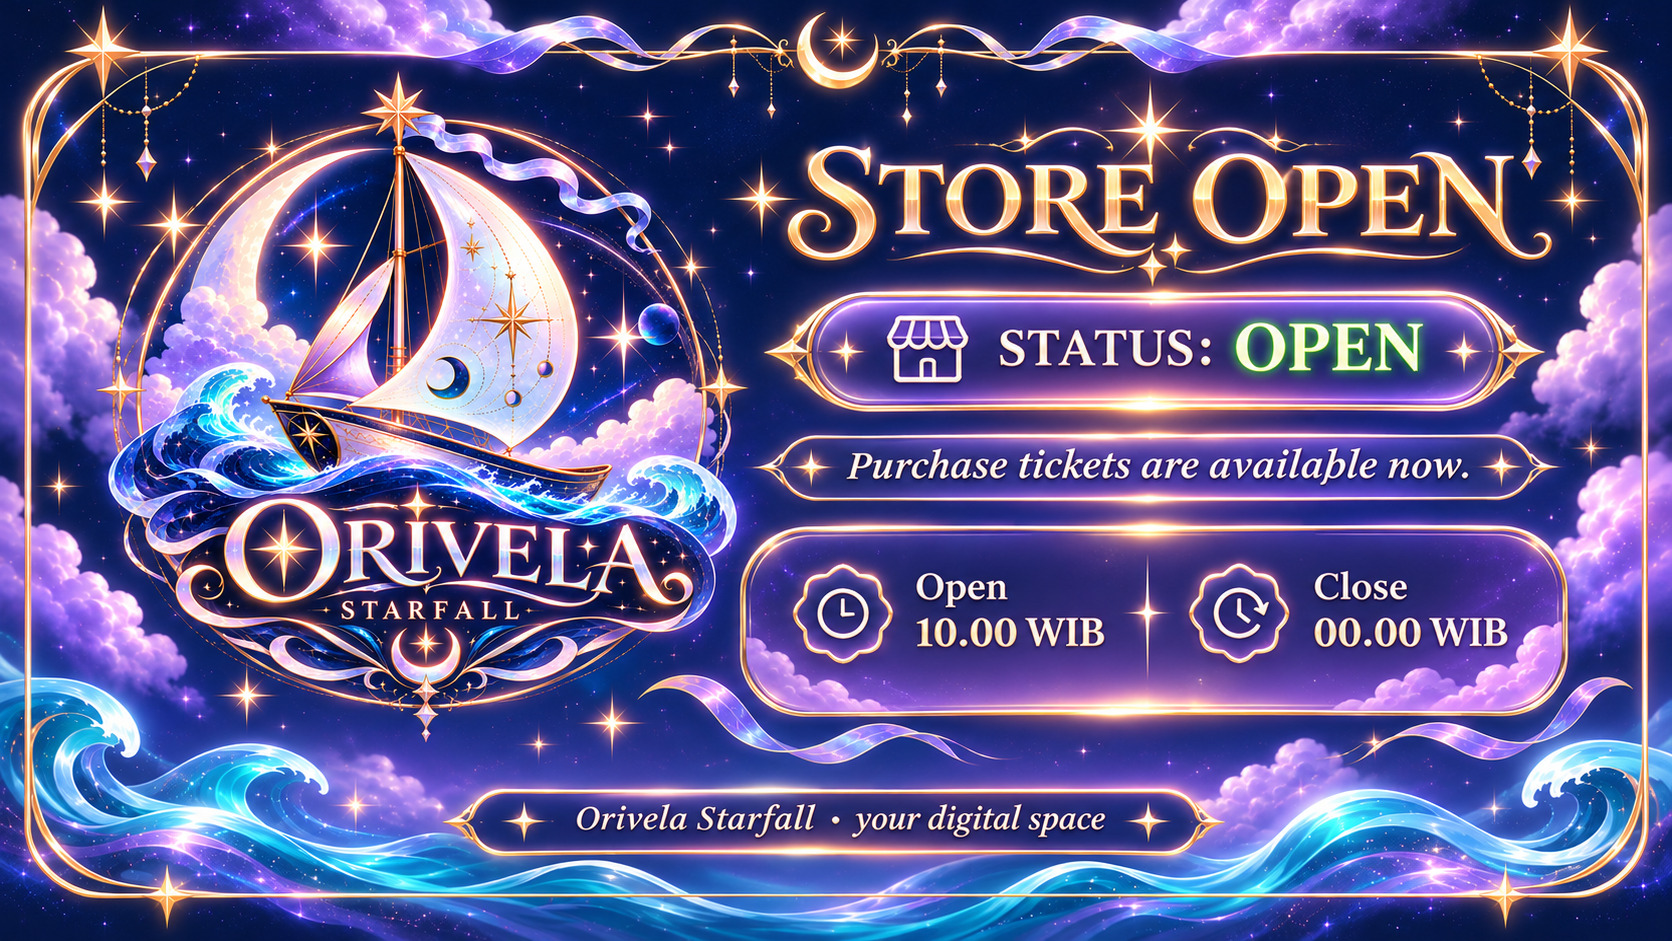 STORE OPEN
STATUS: OPEN
Purchase tickets are available now.
Open
10.00 WIB
Close
00.00 WIB
ORIVELA
STARFALL
Orivela Starfall • your digital space